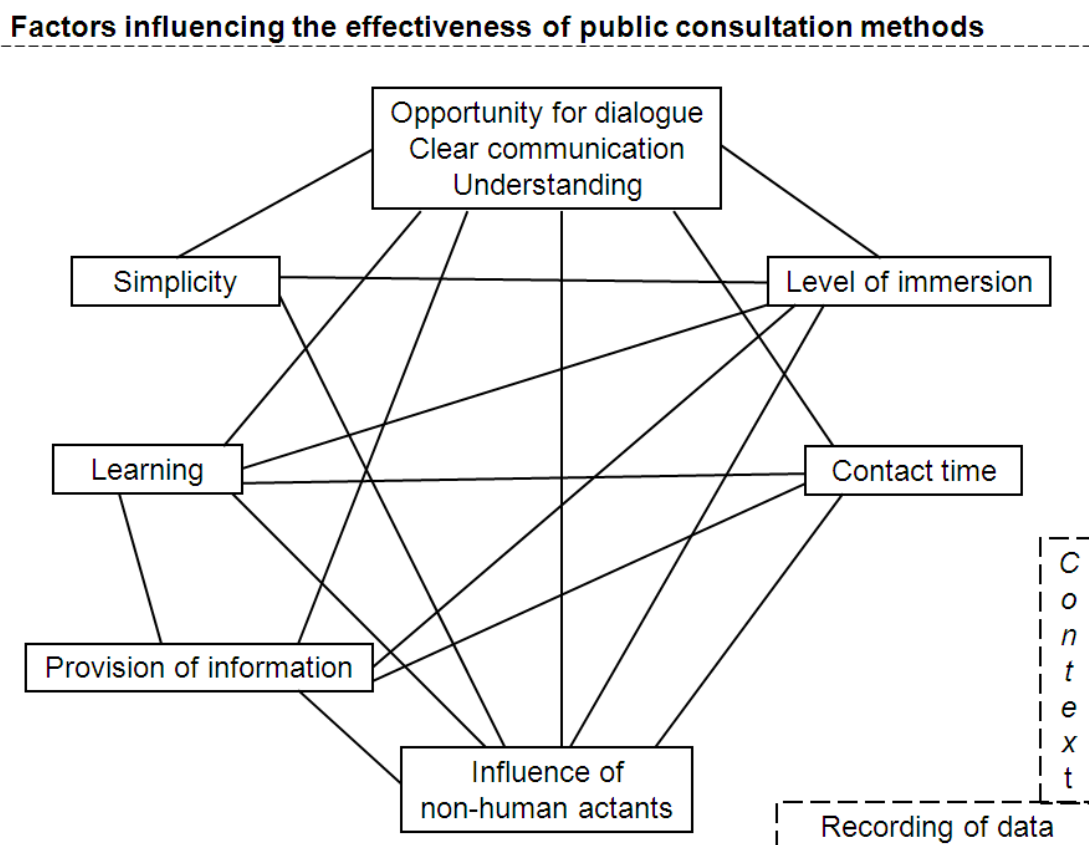 Factors influencing the effectiveness of public consultation methods
Opportunity for dialogue
Clear communication
Understanding
Simplicity
Level of immersion
Learning
Contact time
Context
Provision of information
Influence of
non-human actants
Recording of data